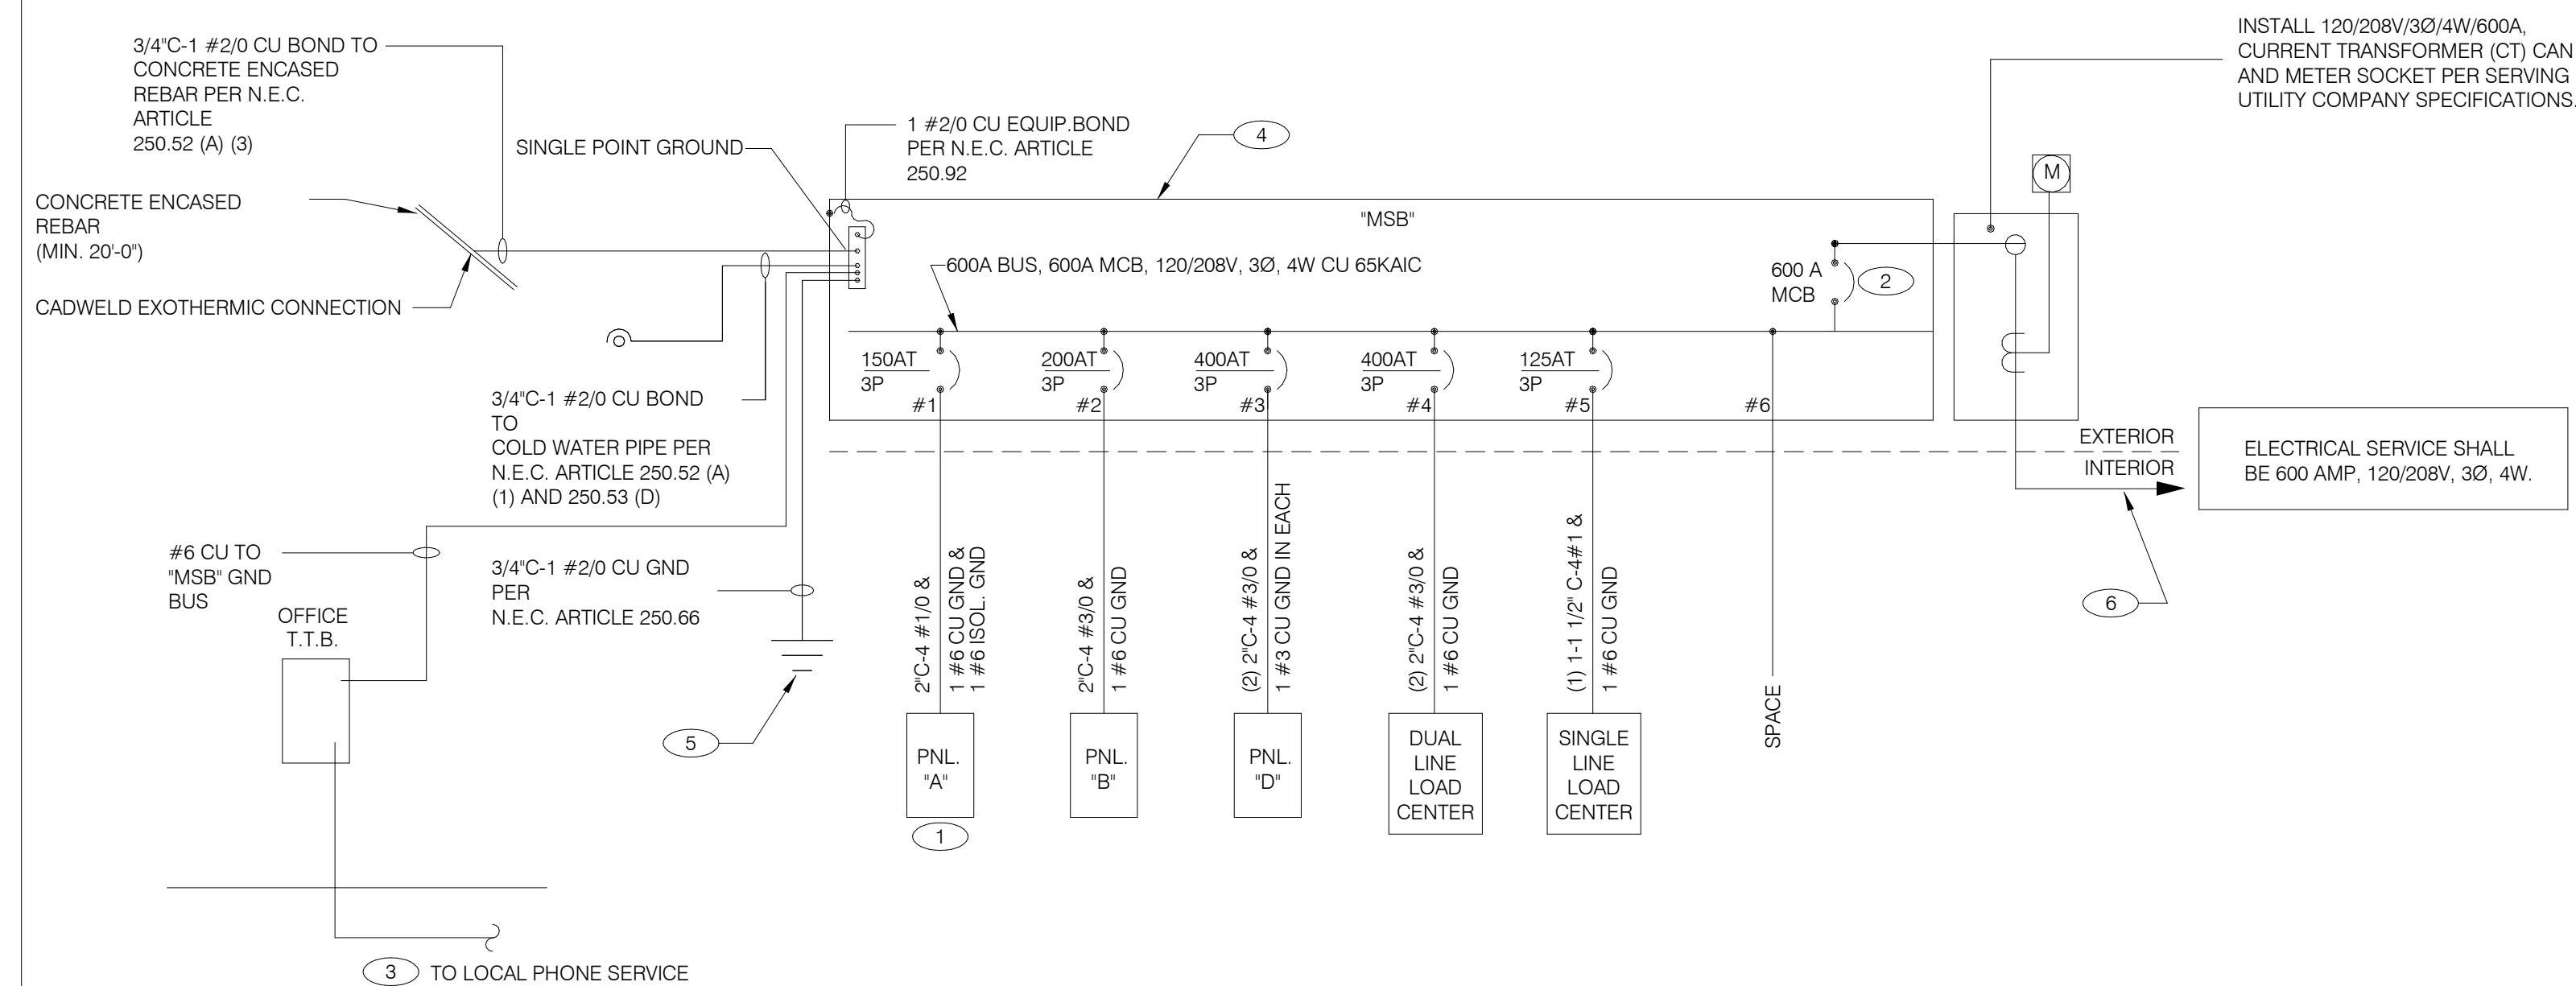 3/4"C-1 #2/0 CU BOND TO
CONCRETE ENCASED
REBAR PER N.E.C.
ARTICLE
250.52 (A) (3)
CONCRETE ENCASED
REBAR
(MIN. 20'-0")
CADWELD EXOTHERMIC CONNECTION
SINGLE POINT GROUND
1 #2/0 CU EQUIP.BOND
PER N.E.C. ARTICLE
250.92
4
INSTALL 120/208V/3Ø/4W/600A,
CURRENT TRANSFORMER (CT) CAN
AND METER SOCKET PER SERVING
UTILITY COMPANY SPECIFICATIONS.
M
"MSB"
600A BUS, 600A MCB, 120/208V, 3Ø, 4W CU 65KAIC
600 A
MCB
2
150AT
3P
#1
200AT
3P
#2
400AT
3P
#3
400AT
3P
#4
125AT
3P
#5
#6
EXTERIOR
INTERIOR
ELECTRICAL SERVICE SHALL
BE 600 AMP, 120/208V, 3Ø, 4W.
6
3/4"C-1 #2/0 CU BOND
TO
COLD WATER PIPE PER
N.E.C. ARTICLE 250.52 (A)
(1) AND 250.53 (D)
#6 CU TO
"MSB" GND
BUS
3/4"C-1 #2/0 CU GND
PER
N.E.C. ARTICLE 250.66
OFFICE
T.T.B.
5
2"C-4 #1/0 &
1 #6 CU GND &
1 #6 ISOL. GND
2"C-4 #3/0 &
1 #6 CU GND
(2) 2"C-4 #3/0 &
1 #3 CU GND IN EACH
(2) 2"C-4 #3/0 &
1 #6 CU GND
(1) 1-1 1/2" C-4#1 &
1 #6 CU GND
SPACE
PNL.
"A"
1
PNL.
"B"
PNL.
"D"
DUAL
LINE
LOAD
CENTER
SINGLE
LINE
LOAD
CENTER
3
TO LOCAL PHONE SERVICE